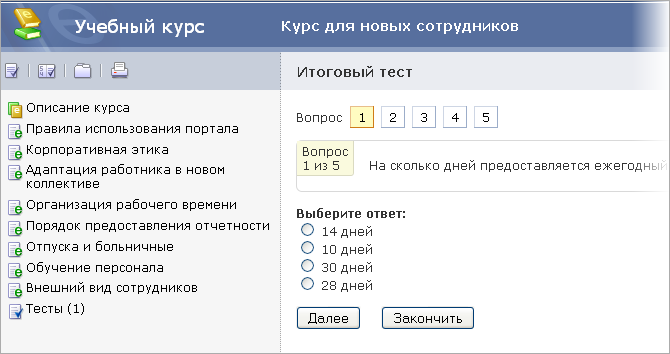 Учебный курс
Курс для новых сотрудников
Описание курса
Правила использования портала
Корпоративная этика
Адаптация работника в новом
коллективе
Организация рабочего времени
Порядок предоставления отчетности
Отпуска и больничные
Обучение персонала
Внешний вид сотрудников
Тесты (1)
Итоговый тест
Вопрос 1 2 3 4 5
Вопрос
1 из 5
На сколько дней предоставляется ежегодный
Выберите ответ:
14 дней
10 дней
30 дней
28 дней
Далее Закончить